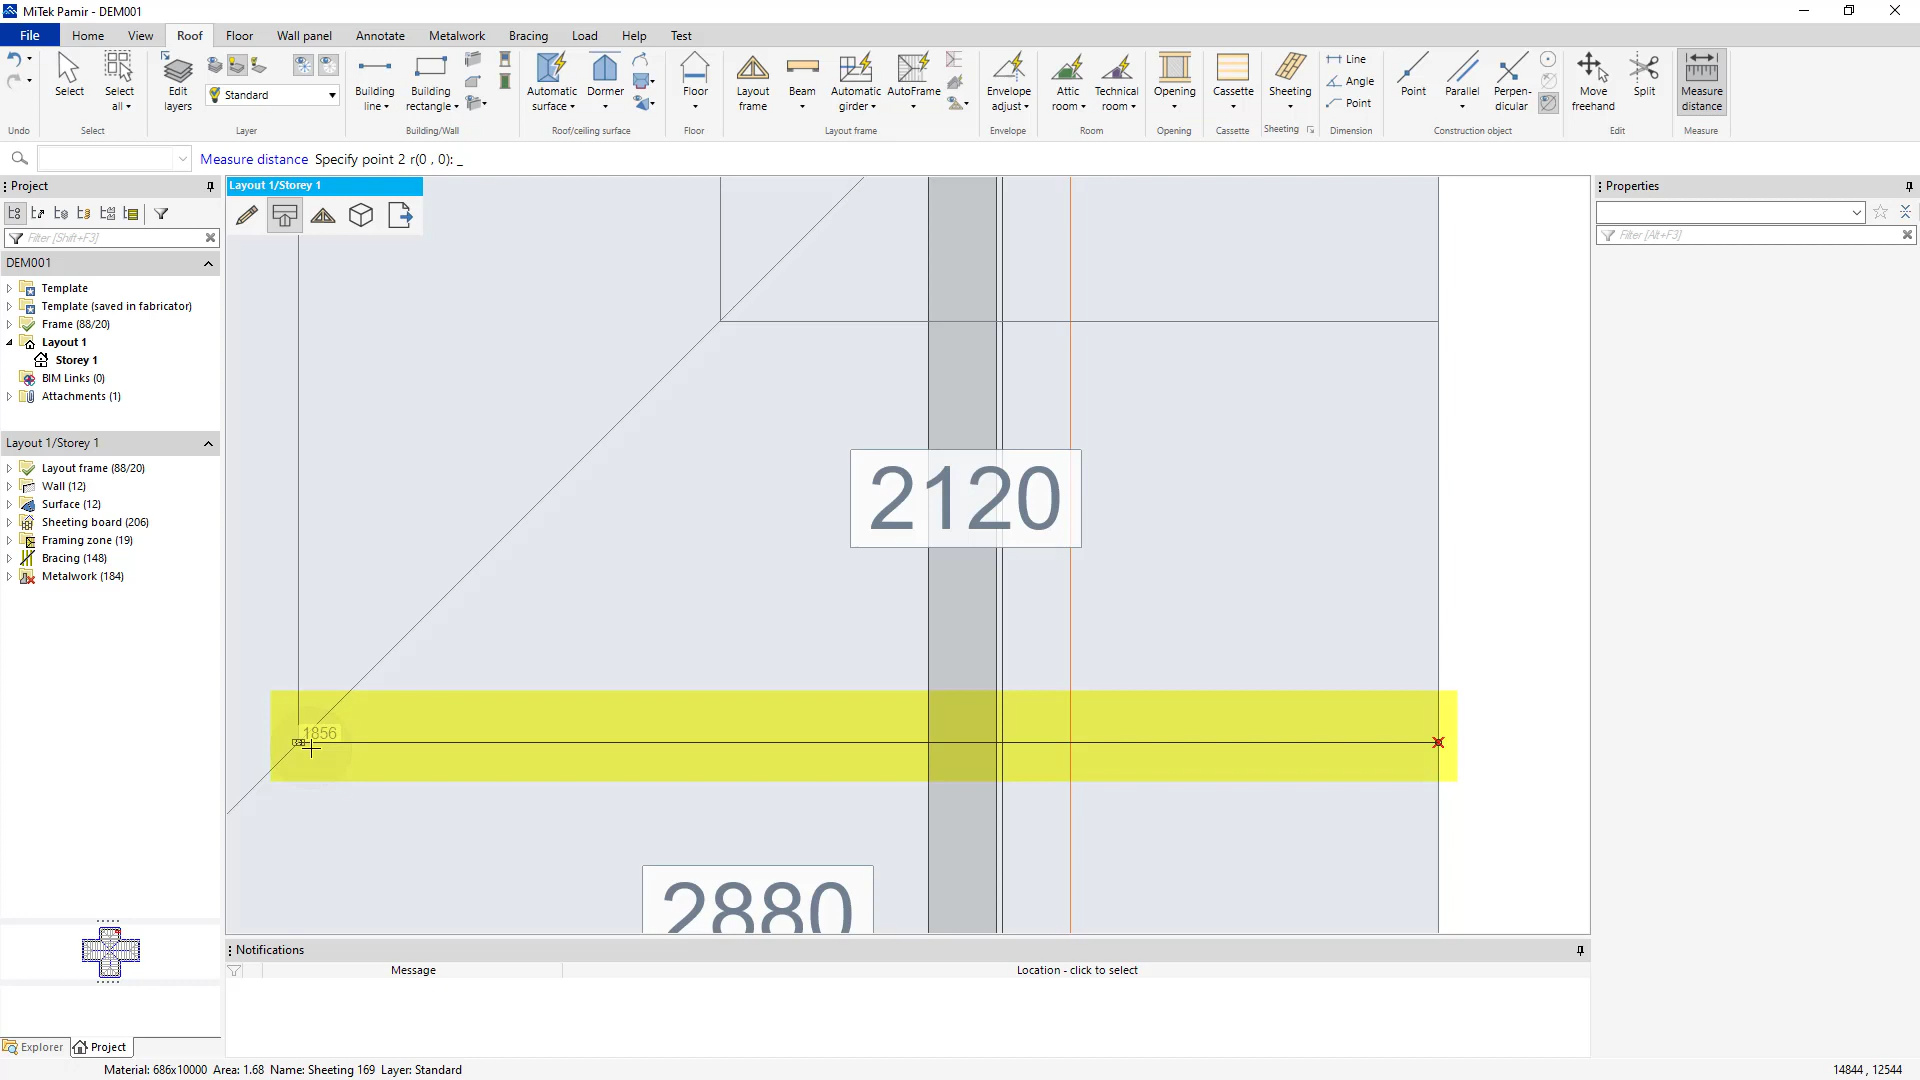 MiTek Pamir - DEM001
File Home View Roof Floor Wall panel Annotate Metalwork Bracing Load Help Test
Select
Select all
Edit layers
Standard
Building line
Building rectangle
Automatic surface
Dormer
Floor
Layout frame
Beam
Automatic girder
AutoFrame
Envelope adjust
Attic room
Technical room
Opening
Cassette
Sheeting
Line
Angle
Point
Point
Parallel
Perpen-dicular
Move freehand
Split
Measure distance
Undo Select Layer Building/Wall Roof/ceiling surface Floor Layout frame Envelope Room Opening Cassette Sheeting Dimension Construction object Edit Measure
Measure distance Specify point 2 r(0 , 0): _
Project
Filter [Shift+F3]
DEM001
Template
Template (saved in fabricator)
Frame (88/20)
Layout 1
Storey 1
BIM Links (0)
Attachments (1)
Layout 1/Storey 1
Layout frame (88/20)
Wall (12)
Surface (12)
Sheeting board (206)
Framing zone (19)
Bracing (148)
Metalwork (184)
Explorer Project
Layout 1/Storey 1
2120
1856
2880
Notifications
Message Location - click to select
Properties
Filter [Alt+F3]
Material: 686x10000 Area: 1.68 Name: Sheeting 169 Layer: Standard
14844 , 12544